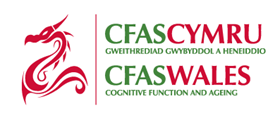 CFASCYMRU
GWEITHREDIAD GWYBYDDOL A HENEIDDIO
CFASWALES
COGNITIVE FUNCTION AND AGEING